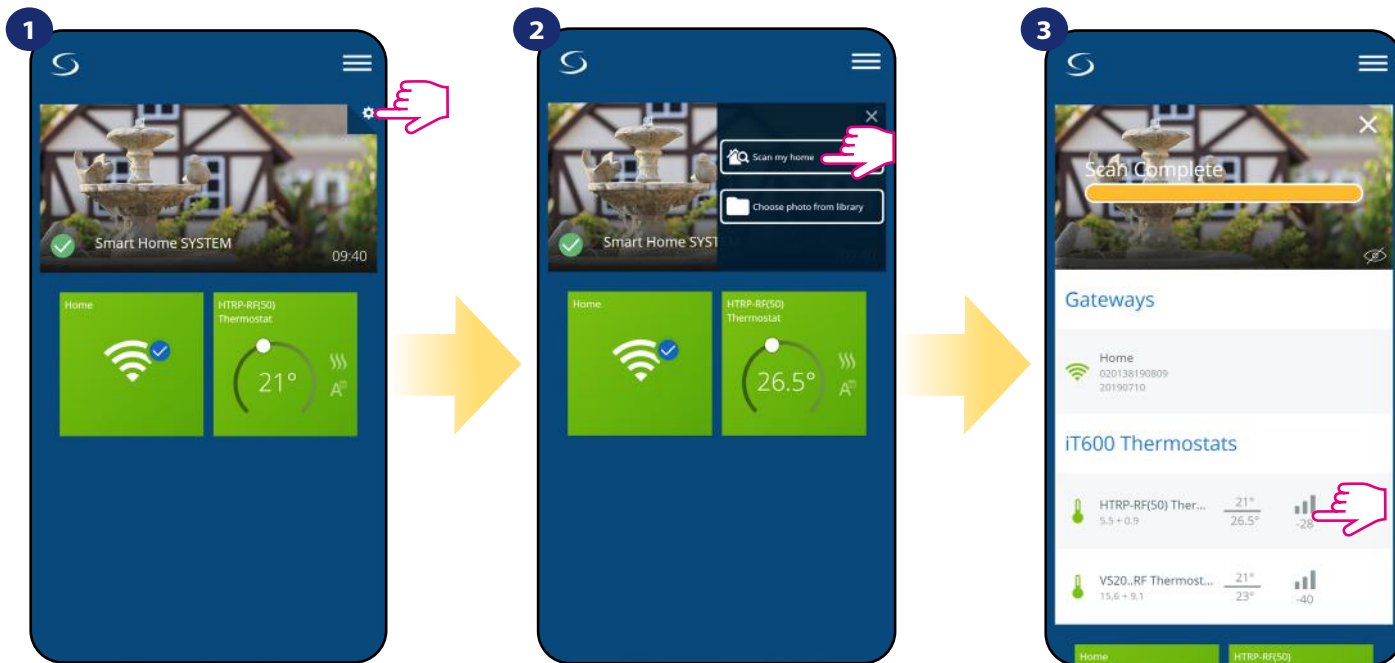 1
Smart Home SYSTEM
09:40
Home
HTRP-RF(50)
Thermostat
21°
A
2
Scan my home
Choose photo from library
Smart Home SYST
Home
HTRP-RF(50)
Thermostat
26.5°
A
3
Scan Complete
Gateways
Home
020138190809
20190710
iT600 Thermostats
HTRP-RF(50) Ther... 21°
5.5 + 0.9 26.5° -28
VS20..RF Thermost... 21°
15.6 + 9.1 23° -40
Home
HTRP-RF(50)